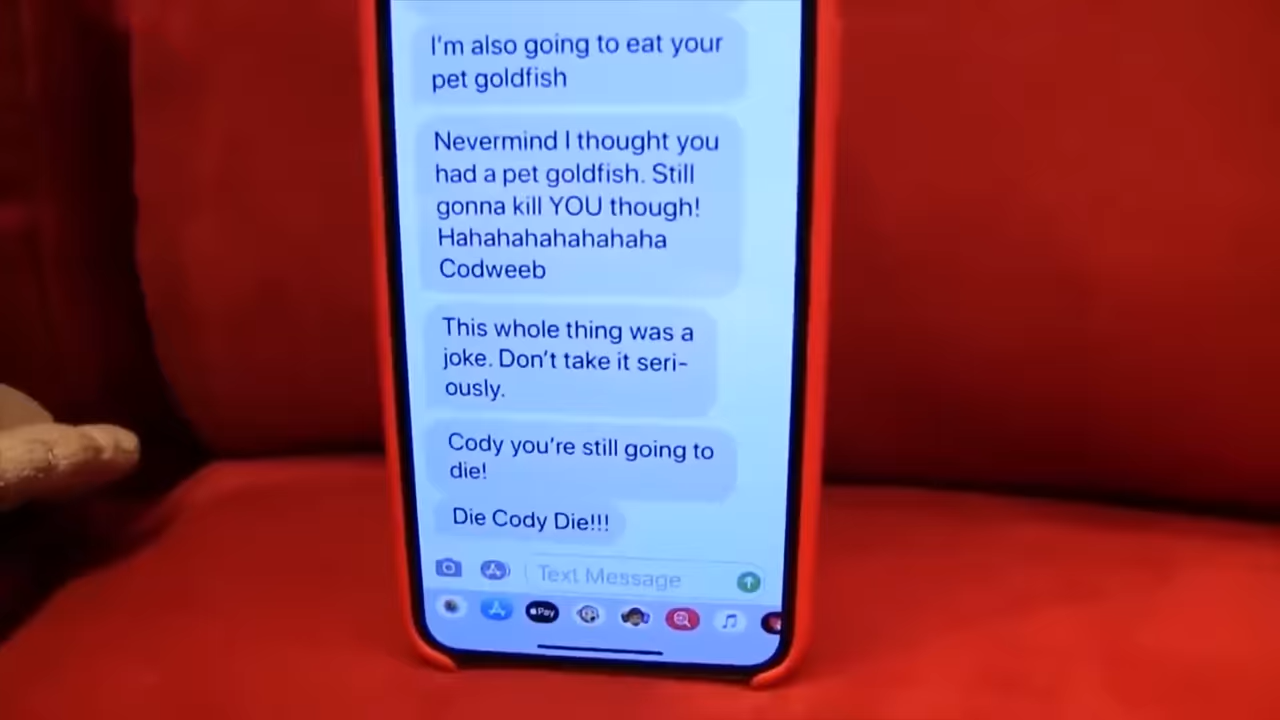 I'm also going to eat your
pet goldfish
Nevermind I thought you
had a pet goldfish. Still
gonna kill YOU though!
Hahahahahahahaha
Codweeb
This whole thing was a
joke. Don't take it seri-
ously.
Cody you're still going to
die!
Die Cody Die!!!
Text Message
Pay